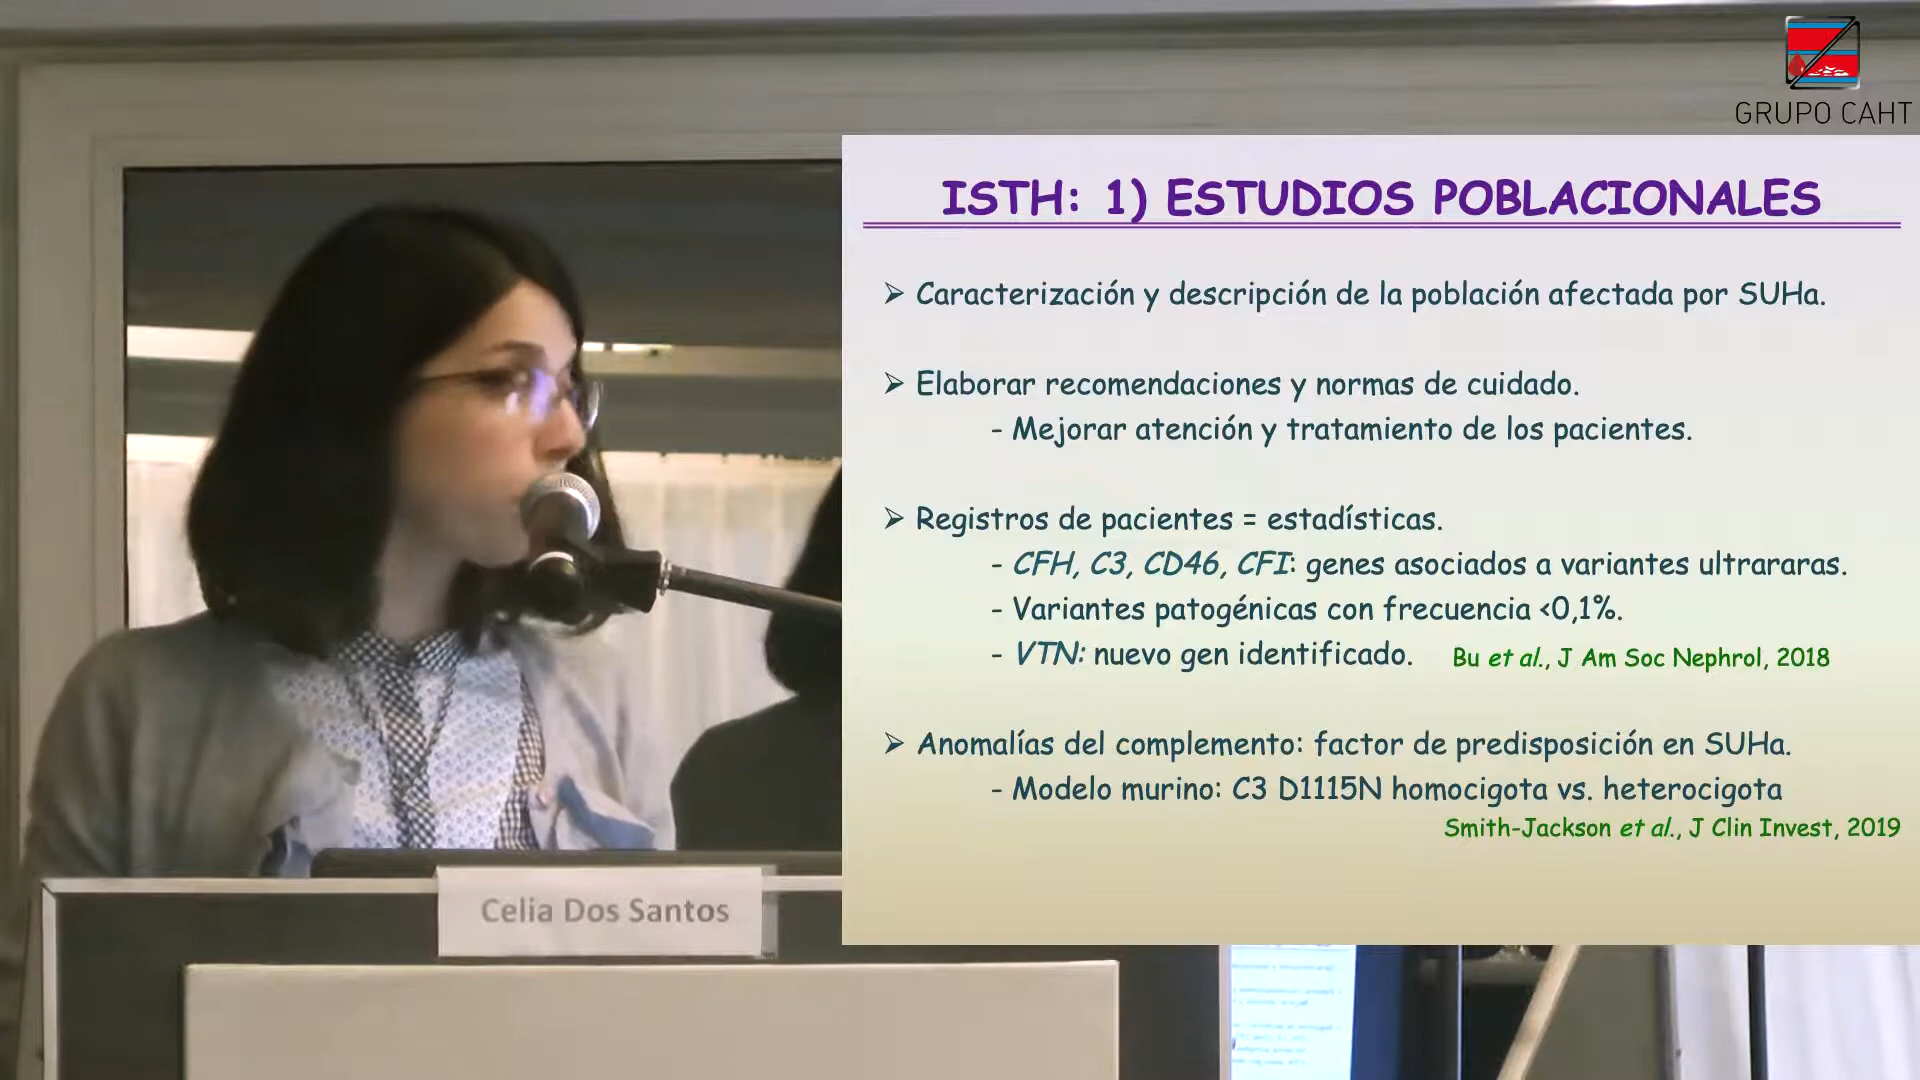 GRUPO CAHT
ISTH: 1) ESTUDIOS POBLACIONALES
➢ Caracterización y descripción de la población afectada por SUHa.
➢ Elaborar recomendaciones y normas de cuidado.
- Mejorar atención y tratamiento de los pacientes.
➢ Registros de pacientes = estadísticas.
- CFH, C3, CD46, CFI: genes asociados a variantes ultrararas.
- Variantes patogénicas con frecuencia <0,1%.
- VTN: nuevo gen identificado. Bu et al., J Am Soc Nephrol, 2018
➢ Anomalías del complemento: factor de predisposición en SUHa.
- Modelo murino: C3 D1115N homocigota vs. heterocigota
Smith-Jackson et al., J Clin Invest, 2019
Celia Dos Santos